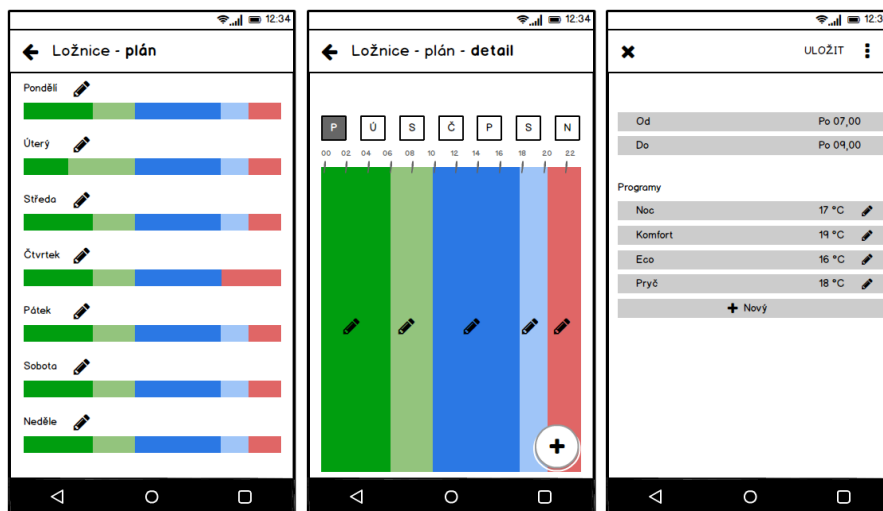 12:34
Ložnice - plán
Pondělí
Úterý
Středa
Čtvrtek
Pátek
Sobota
Neděle
12:34
Ložnice - plán - detail
P Ú S Č P S N
00 02 04 06 08 10 12 14 16 18 20 22
12:34
ULOŽIT
Od Po 07,00
Do Po 09,00
Programy
Noc 17 °C
Komfort 19 °C
Eco 16 °C
Pryč 18 °C
Nový